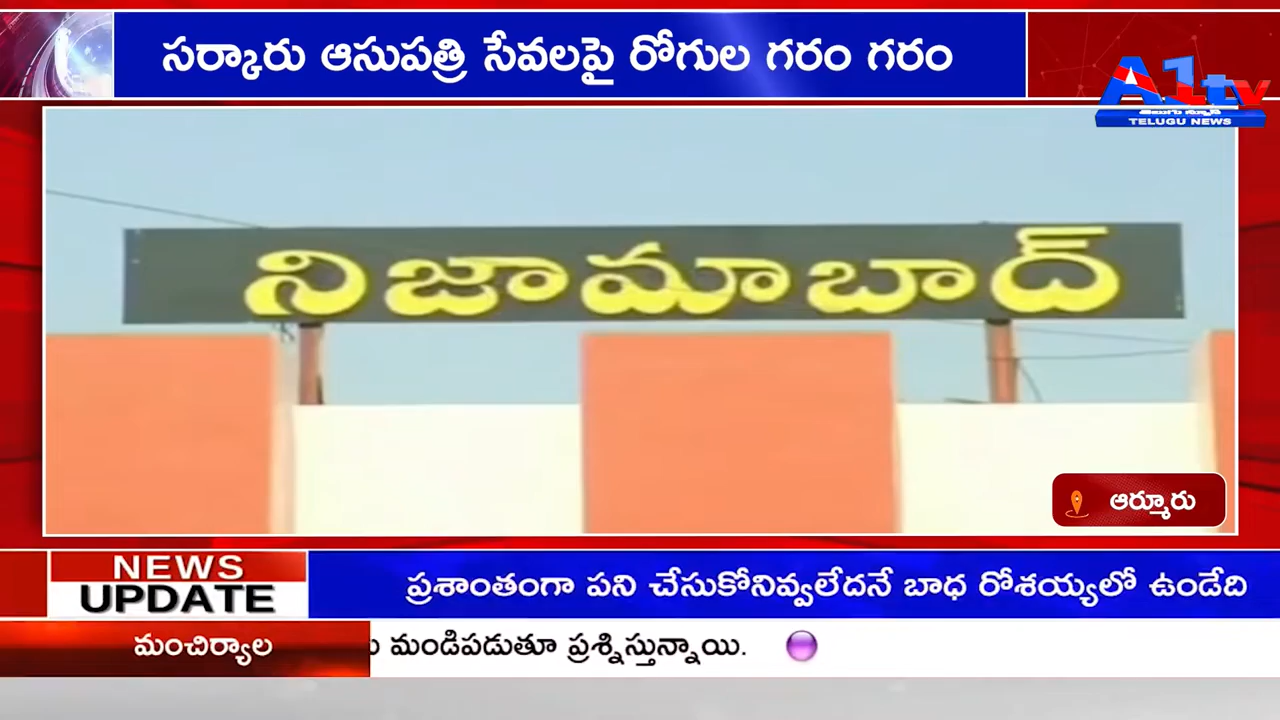 సర్కారు ఆసుపత్రి సేవలపై రోగుల గరం గరం
A1tv
తెలుగు న్యూస్
TELUGU NEWS
నిజామాబాద్
ఆర్మూరు
NEWS
UPDATE
ప్రశాంతంగా పని చేసుకోనివ్వలేదనే బాధ రోశయ్యలో ఉండేది
మంచిర్యాల
మండిపడుతూ ప్రశ్నిస్తున్నాయి.